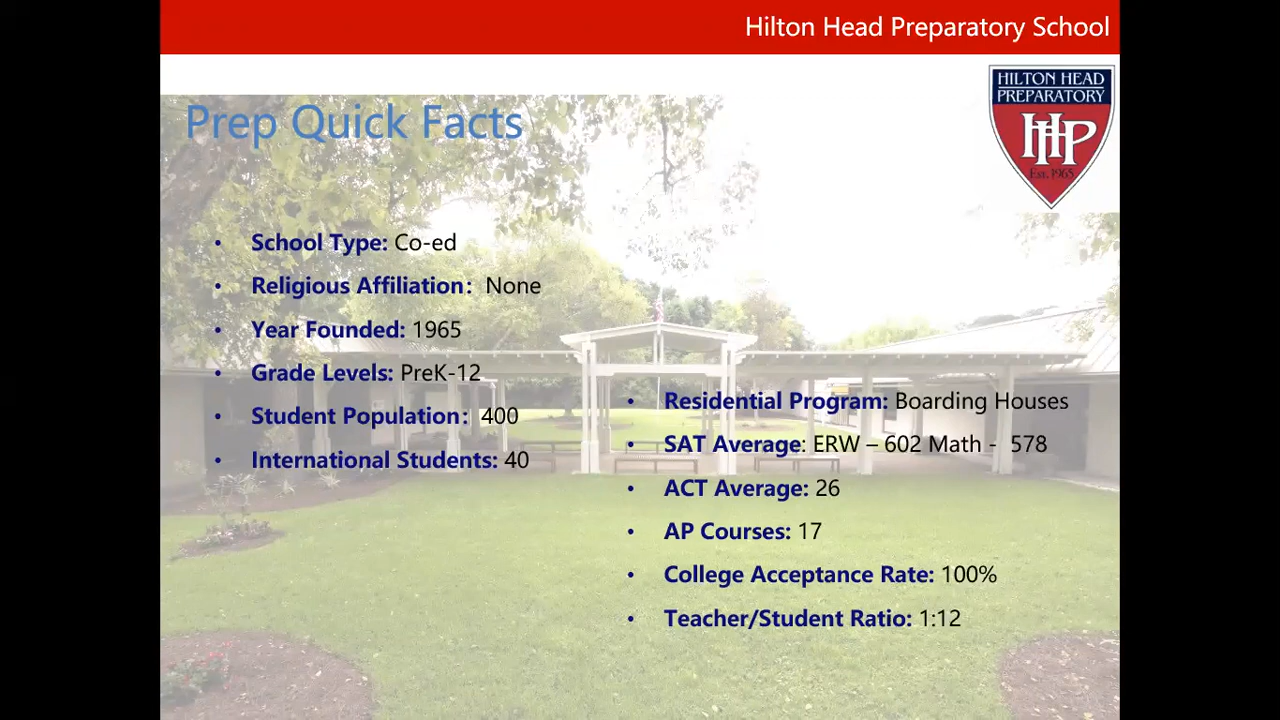 Hilton Head Preparatory School
HILTON HEAD
PREPARATORY
HHP
Est. 1965
Prep Quick Facts
• School Type: Co-ed
• Religious Affiliation: None
• Year Founded: 1965
• Grade Levels: PreK-12
• Student Population: 400
• International Students: 40
• Residential Program: Boarding Houses
• SAT Average: ERW – 602 Math - 578
• ACT Average: 26
• AP Courses: 17
• College Acceptance Rate: 100%
• Teacher/Student Ratio: 1:12